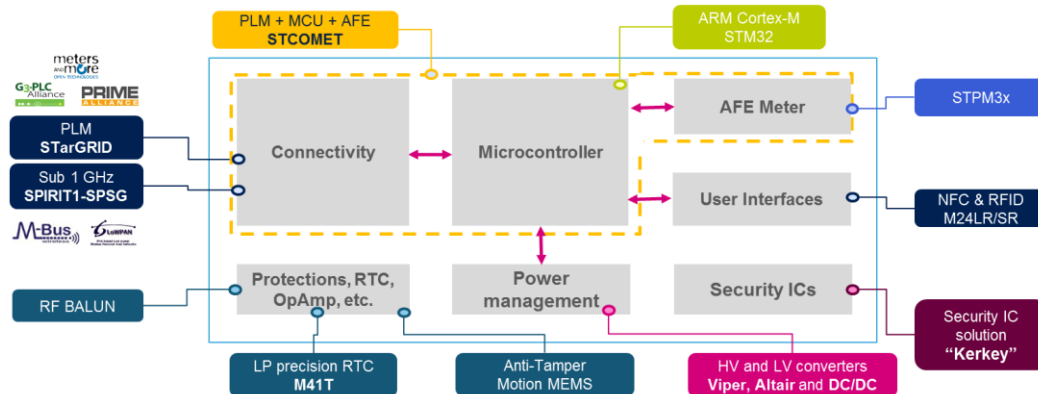 PLM + MCU + AFE
STCOMET
ARM Cortex-M
STM32
meters
AND more
OPEN TECHNOLOGIES
G3-PLC
Alliance
PRIME
ALLIANCE
PLM
STarGRID
Sub 1 GHz
SPIRIT1-SPSG
M-Bus
6LoWPAN
Connectivity
Microcontroller
AFE Meter
STPM3x
User Interfaces
NFC & RFID
M24LR/SR
Protections, RTC,
OpAmp, etc.
Power
management
Security ICs
RF BALUN
Security IC
solution
“Kerkey”
LP precision RTC
M41T
Anti-Tamper
Motion MEMS
HV and LV converters
Viper, Altair and DC/DC